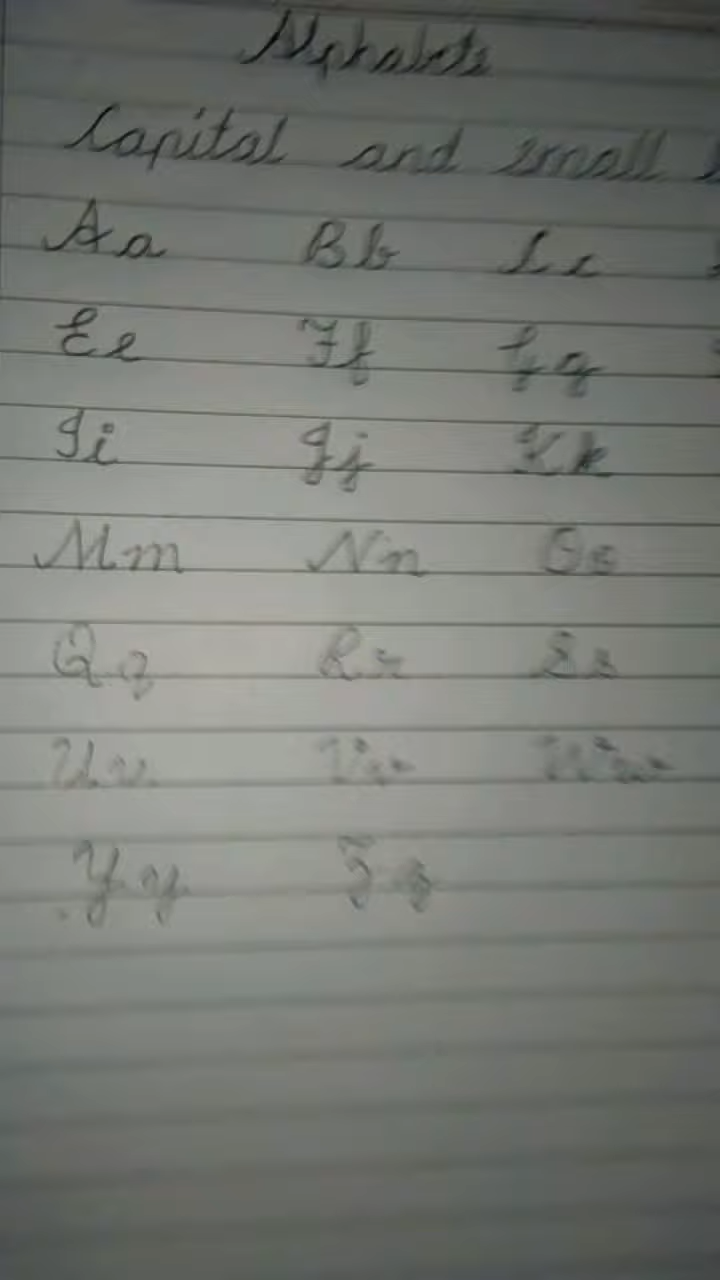 Alphabets
Capital and small
Aa Bb Cc
Ee Ff Gg
Ii Jj Kk
Mm Nn Oo
Qq Rr Ss
Uu Vv Ww
Yy Zz